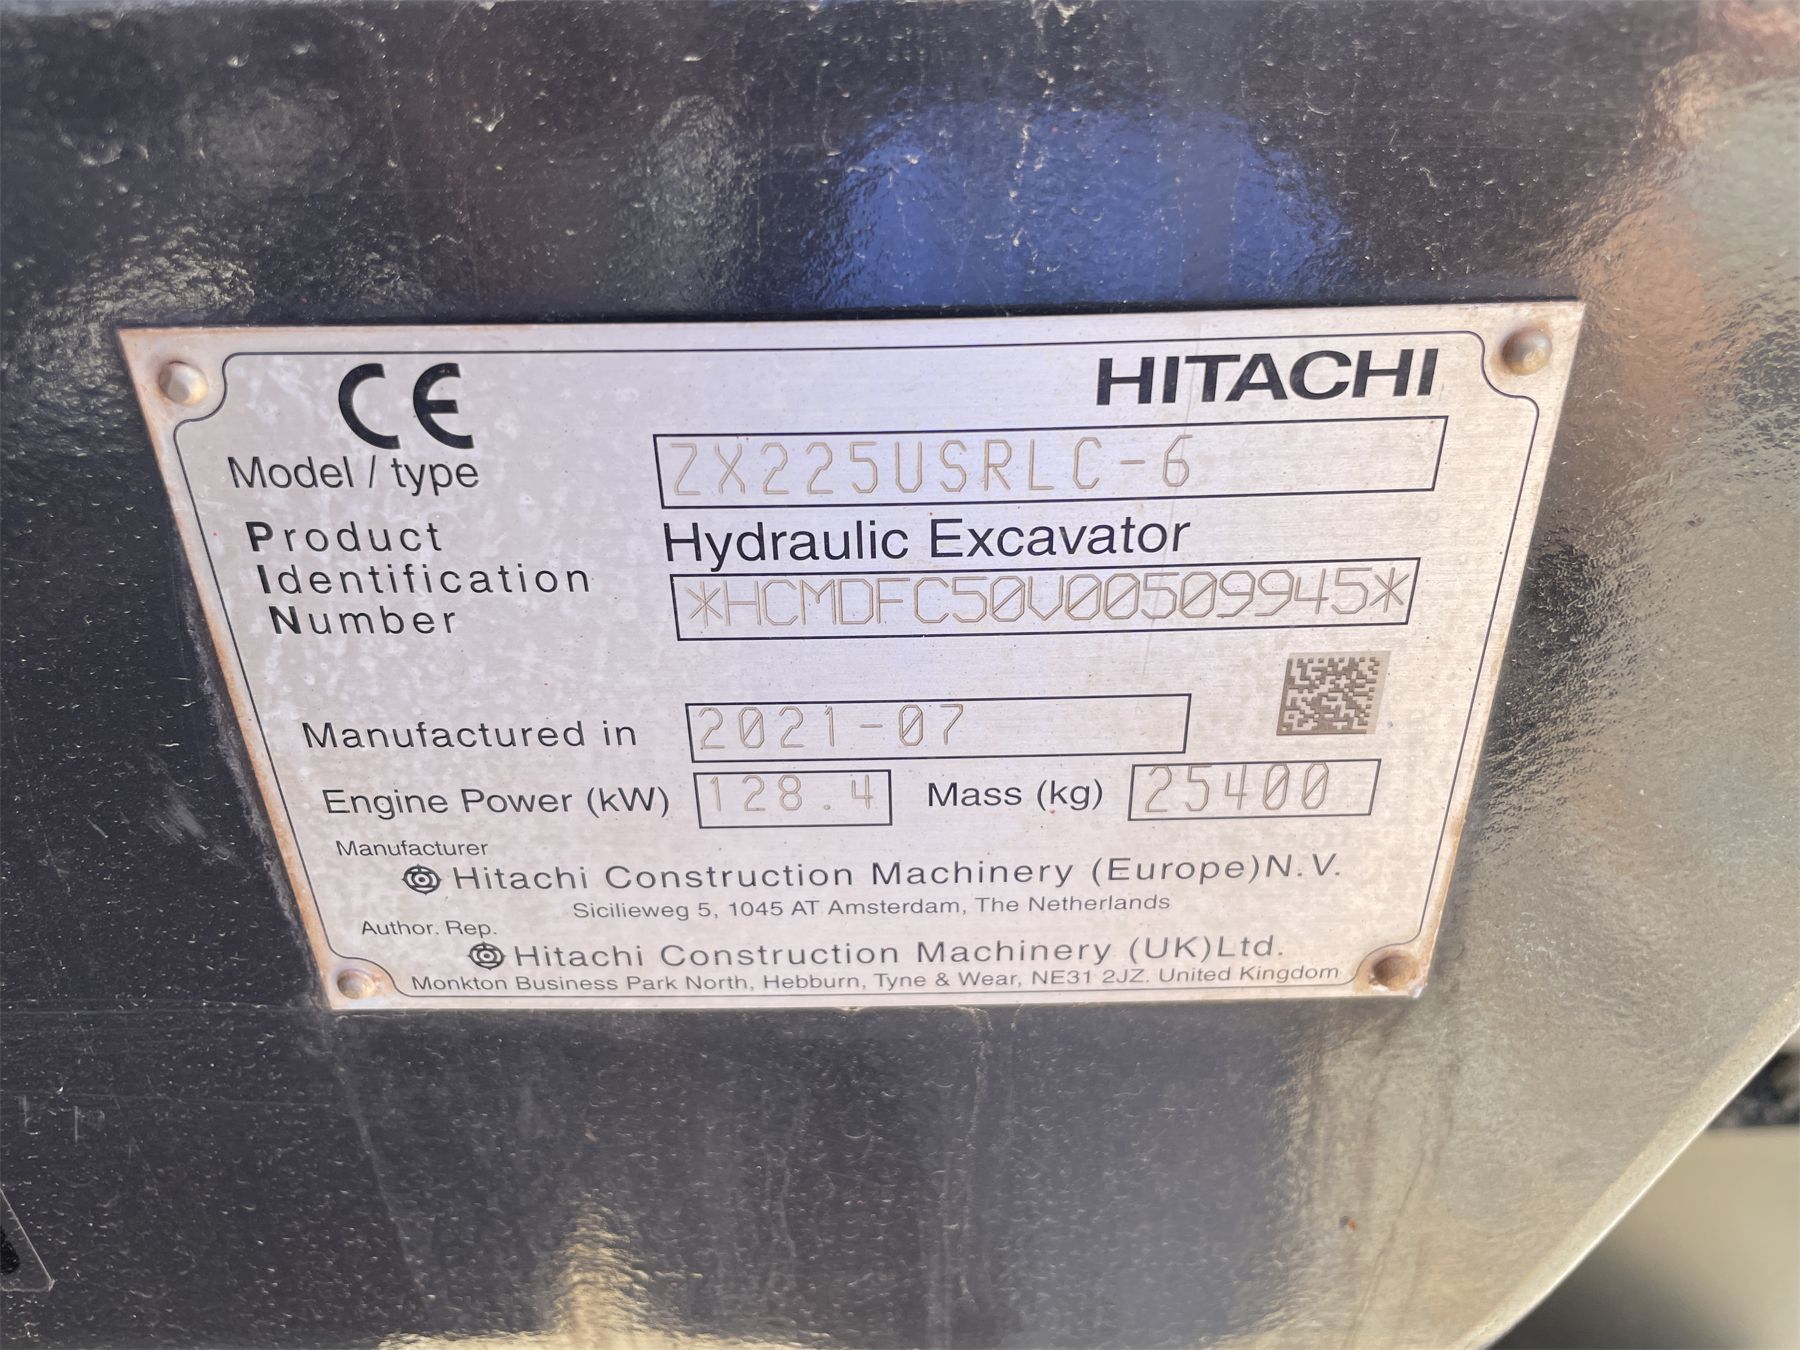 CE HITACHI
Model / type ZX225USRLC-6
Product Hydraulic Excavator
Identification *HCMDFC50V00509945*
Number
Manufactured in 2021-07
Engine Power (kW) 128.4 Mass (kg) 25400
Manufacturer
Hitachi Construction Machinery (Europe)N.V.
Sicilieweg 5, 1045 AT Amsterdam, The Netherlands
Author. Rep.
Hitachi Construction Machinery (UK)Ltd.
Monkton Business Park North, Hebburn, Tyne & Wear, NE31 2JZ. United Kingdom